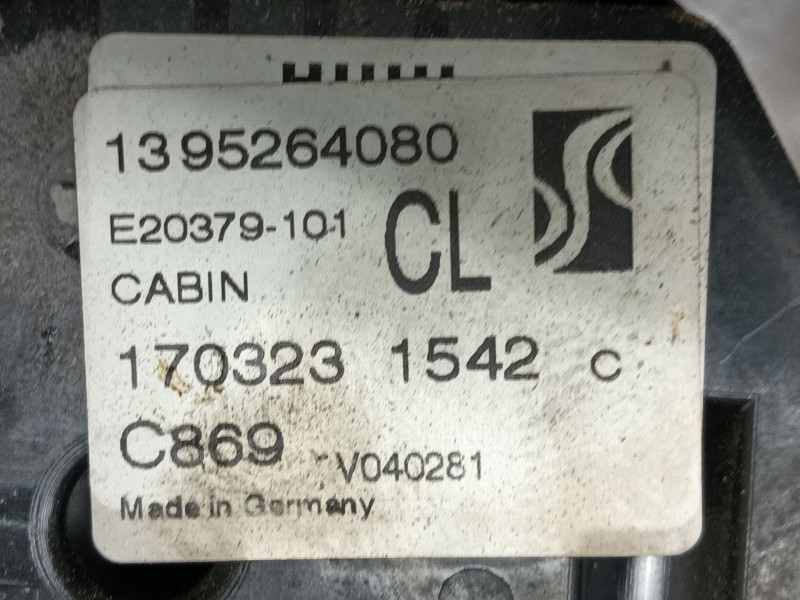 1395264080
E20379-101
CL
CABIN
170323 1542 C
C869 V040281
Made in Germany